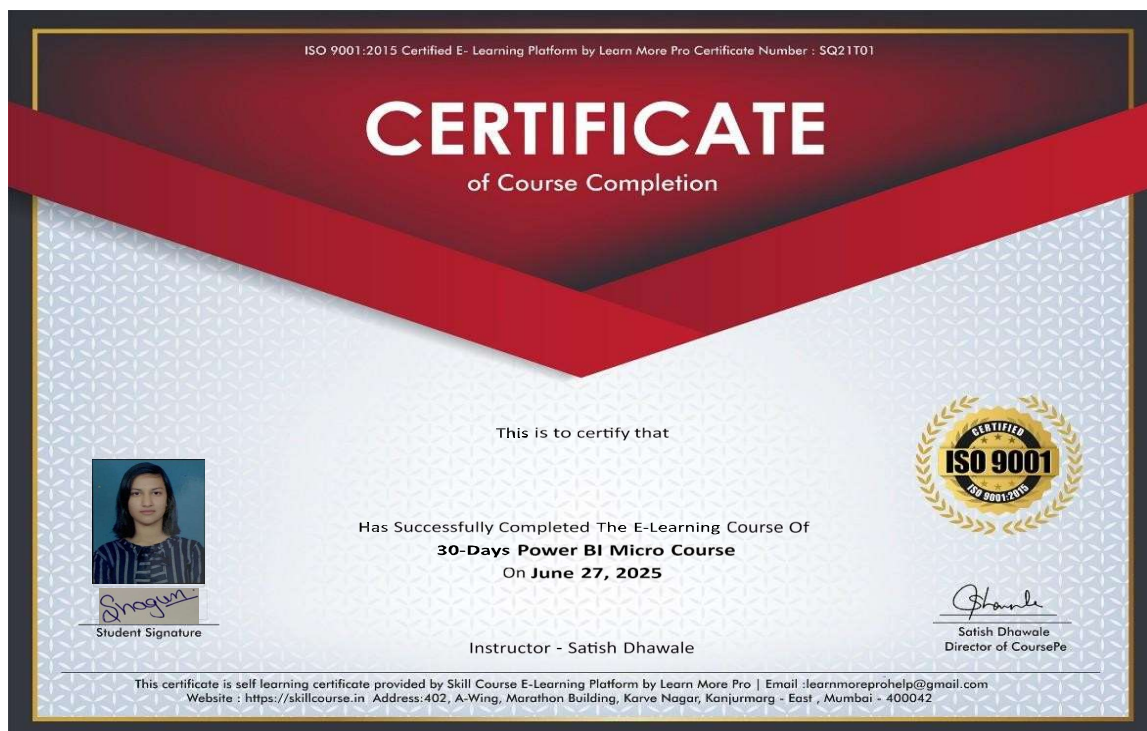 ISO 9001:2015 Certified E- Learning Platform by Learn More Pro Certificate Number : SQ21T01
CERTIFICATE
of Course Completion
This is to certify that
CERTIFIED
ISO 9001
ISO 9001:2015
Has Successfully Completed The E-Learning Course Of
30-Days Power BI Micro Course
On June 27, 2025
Shagun
Student Signature
Instructor - Satish Dhawale
Satish Dhawale
Director of CoursePe
This certificate is self learning certificate provided by Skill Course E-Learning Platform by Learn More Pro | Email :learnmoreprohelp@gmail.com
Website : https://skillcourse.in Address:402, A-Wing, Marathon Building, Karve Nagar, Kanjurmarg - East , Mumbai - 400042